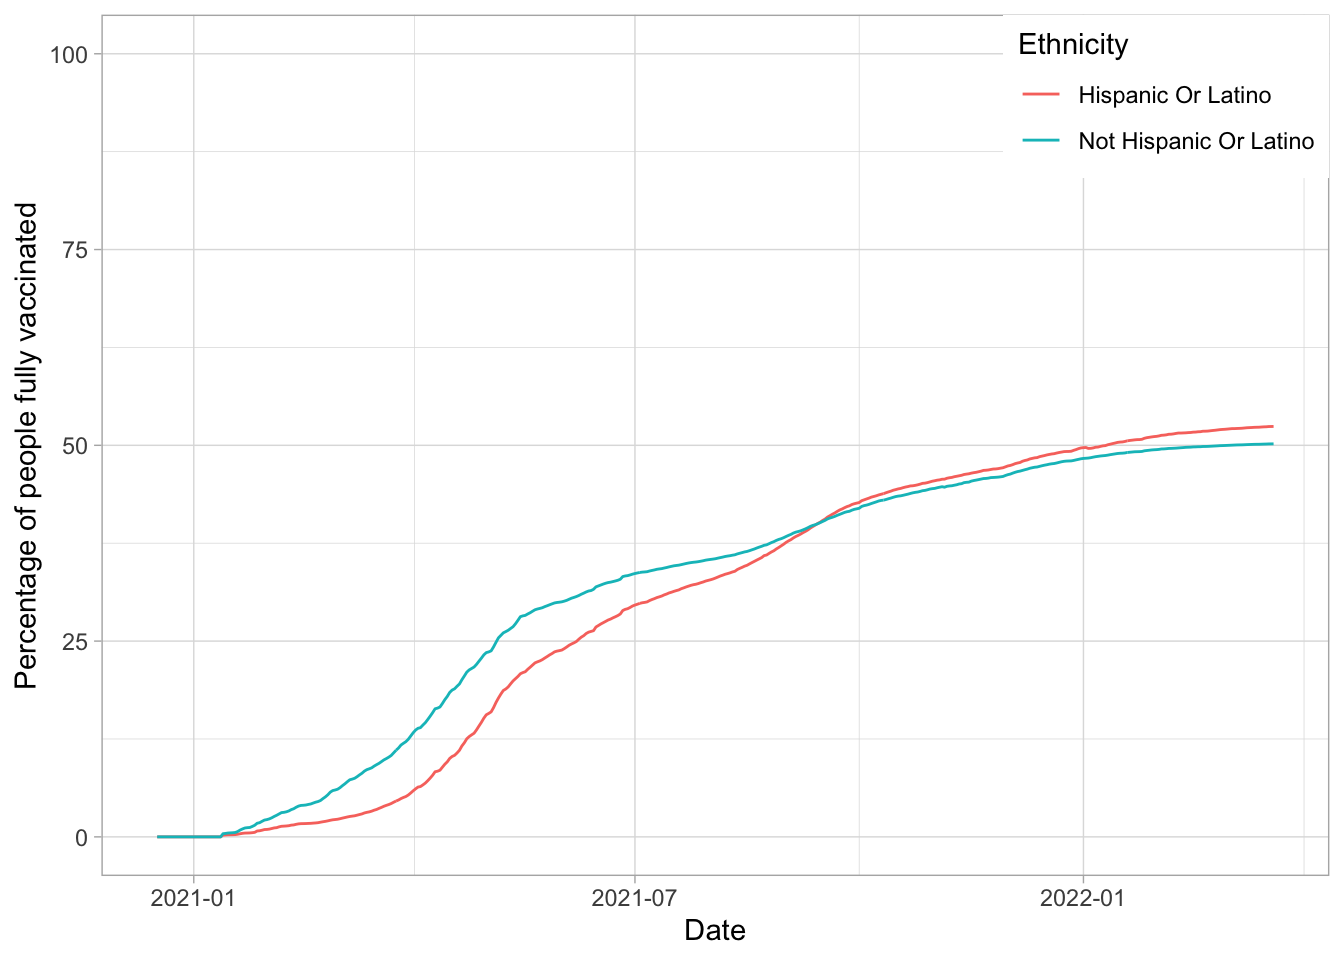 Ethnicity
Hispanic Or Latino
Not Hispanic Or Latino
Percentage of people fully vaccinated
100
75
50
25
0
2021-01
2021-07
2022-01
Date